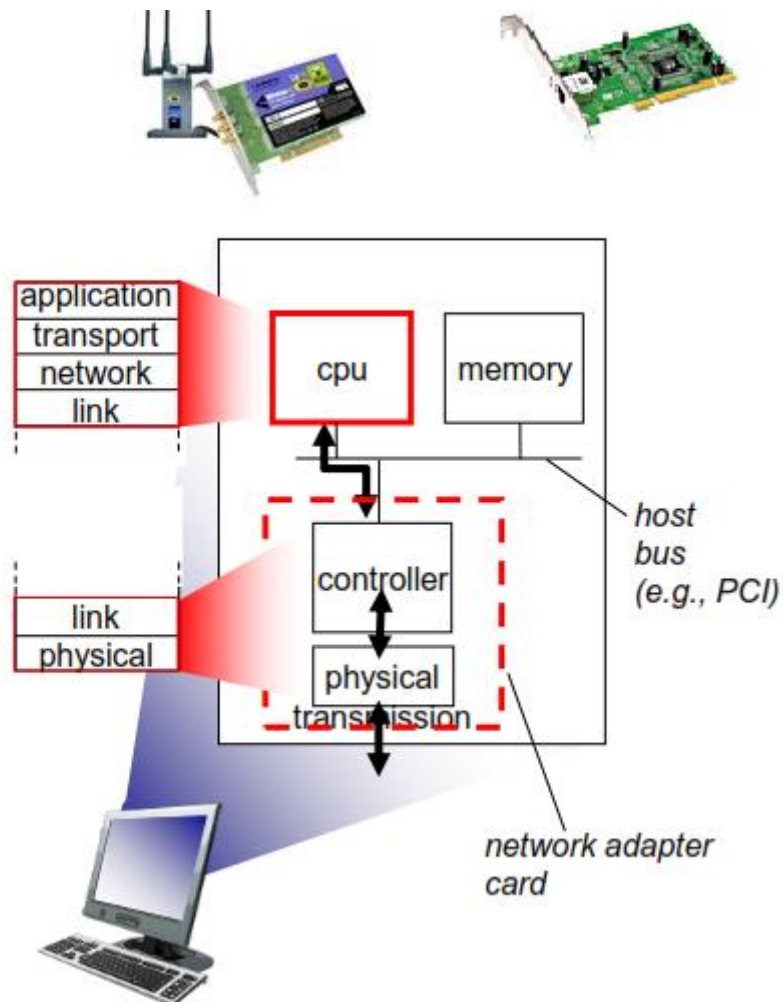 application
transport
network
link
cpu
memory
host
bus
(e.g., PCI)
controller
link
physical
physical
transmission
network adapter
card